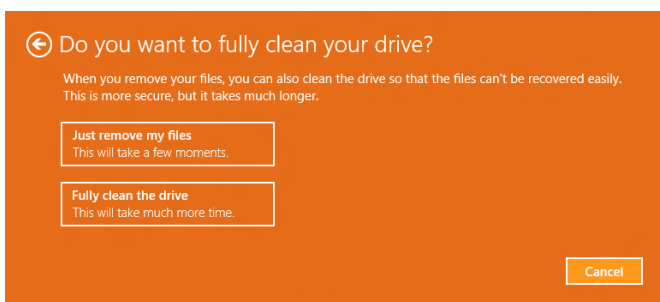 Do you want to fully clean your drive?
When you remove your files, you can also clean the drive so that the files can't be recovered easily.
This is more secure, but it takes much longer.
Just remove my files
This will take a few moments.
Fully clean the drive
This will take much more time.
Cancel